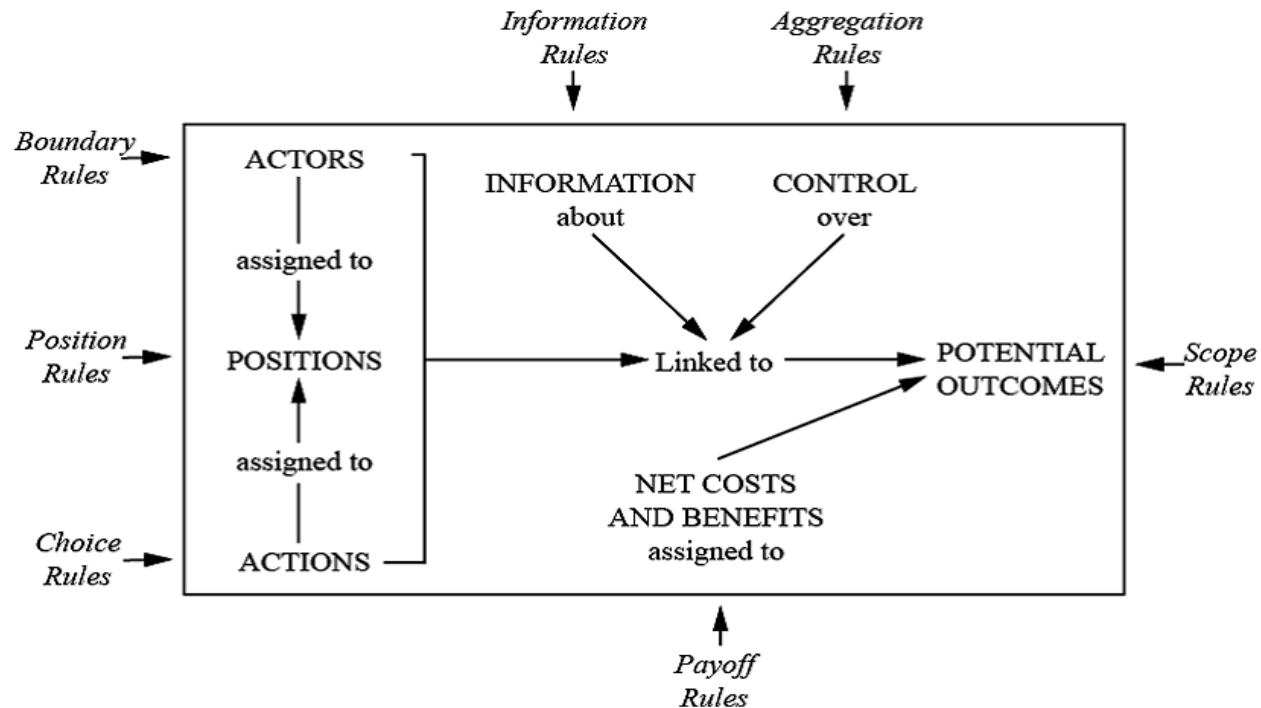 Information
Rules
Aggregation
Rules
Boundary
Rules
ACTORS
INFORMATION
about
CONTROL
over
assigned to
Position
Rules
POSITIONS
Linked to
POTENTIAL
OUTCOMES
Scope
Rules
assigned to
NET COSTS
AND BENEFITS
assigned to
Choice
Rules
ACTIONS
Payoff
Rules